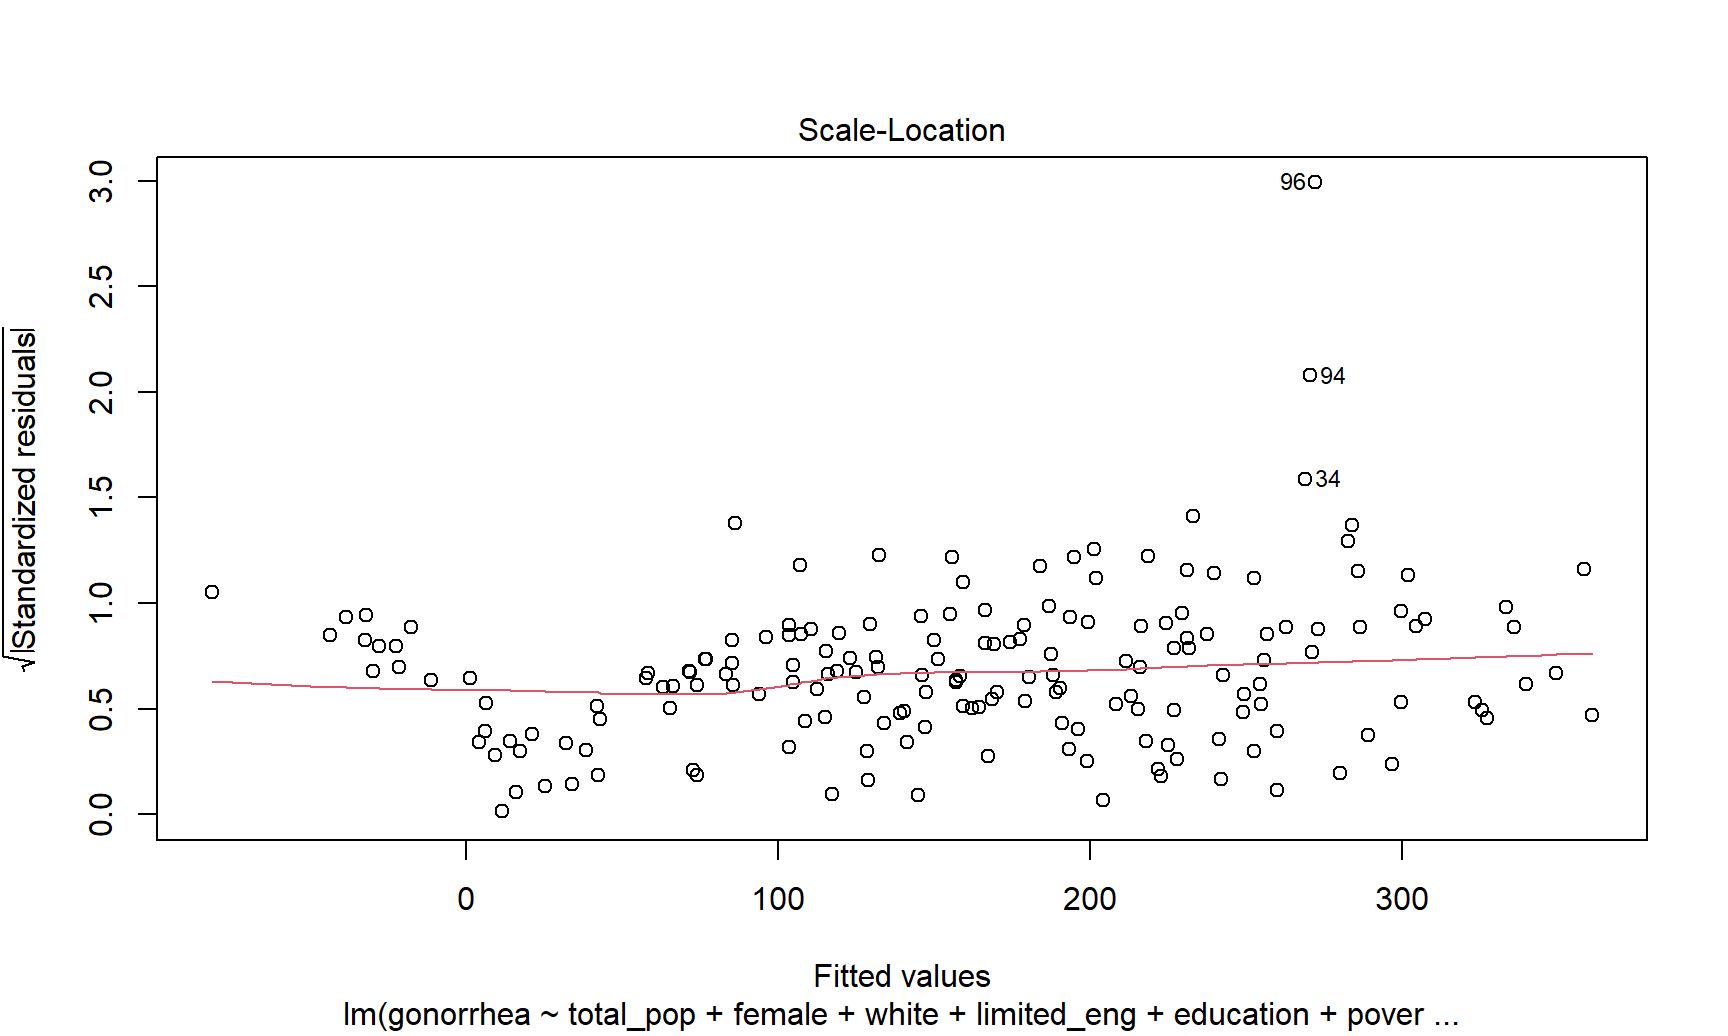 Scale-Location
√|Standardized residuals|
3.0
2.5
2.0
1.5
1.0
0.5
0.0
96
94
34
0 100 200 300
Fitted values
lm(gonorrhea ~ total_pop + female + white + limited_eng + education + pover ...